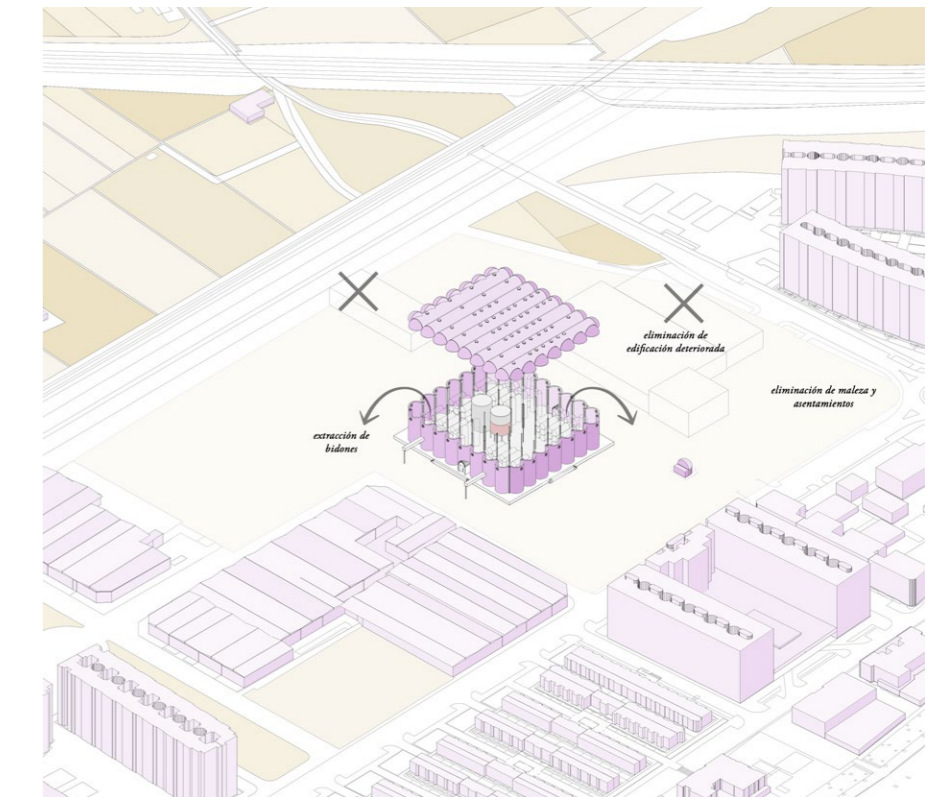 eliminación de
edificación deteriorada
eliminación de maleza y
asentamientos
extracción de
bidones